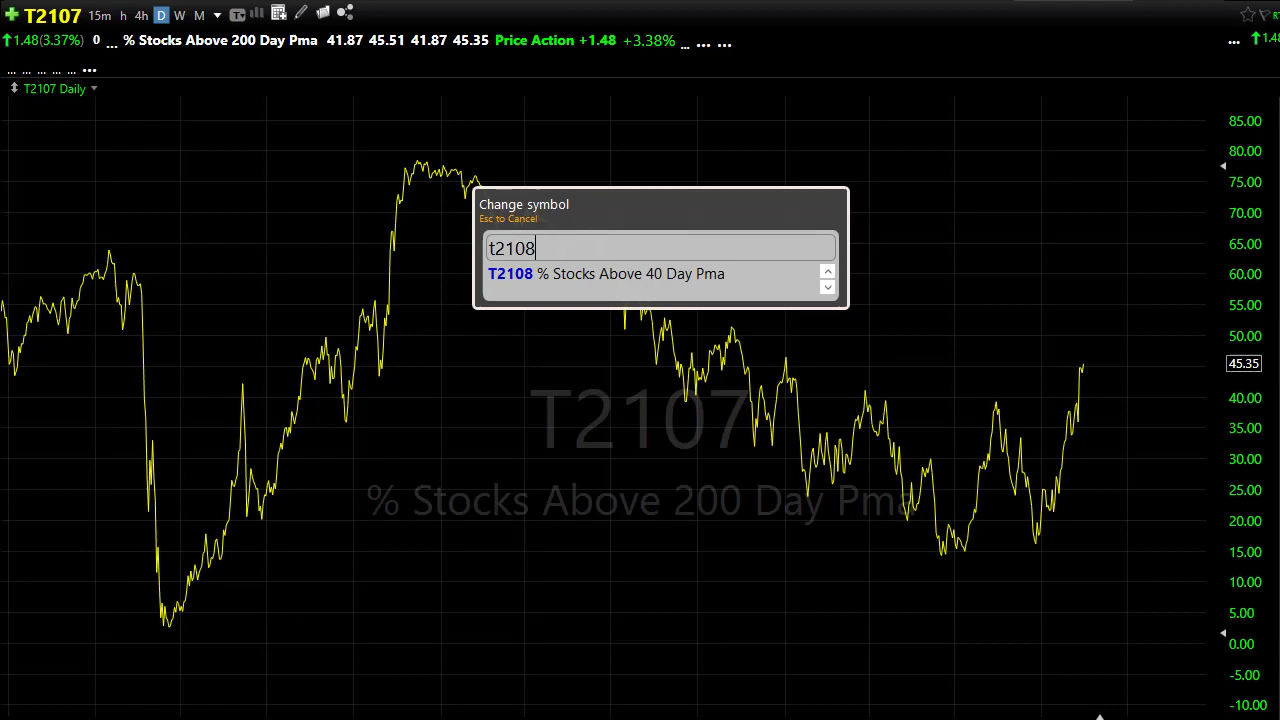 T2107 15m h 4h D W M T
1.48(3.37%) 0 ... % Stocks Above 200 Day Pma 41.87 45.51 41.87 45.35 Price Action +1.48 +3.38% ... ... ... ... 1.48
... ... ... ... ... ...
T2107 Daily
Change symbol
Esc to Cancel
t2108
T2108 % Stocks Above 40 Day Pma
T2107
% Stocks Above 200 Day Pma
85.00
80.00
75.00
70.00
65.00
60.00
55.00
50.00
45.35
40.00
35.00
30.00
25.00
20.00
15.00
10.00
5.00
0.00
-5.00
-10.00